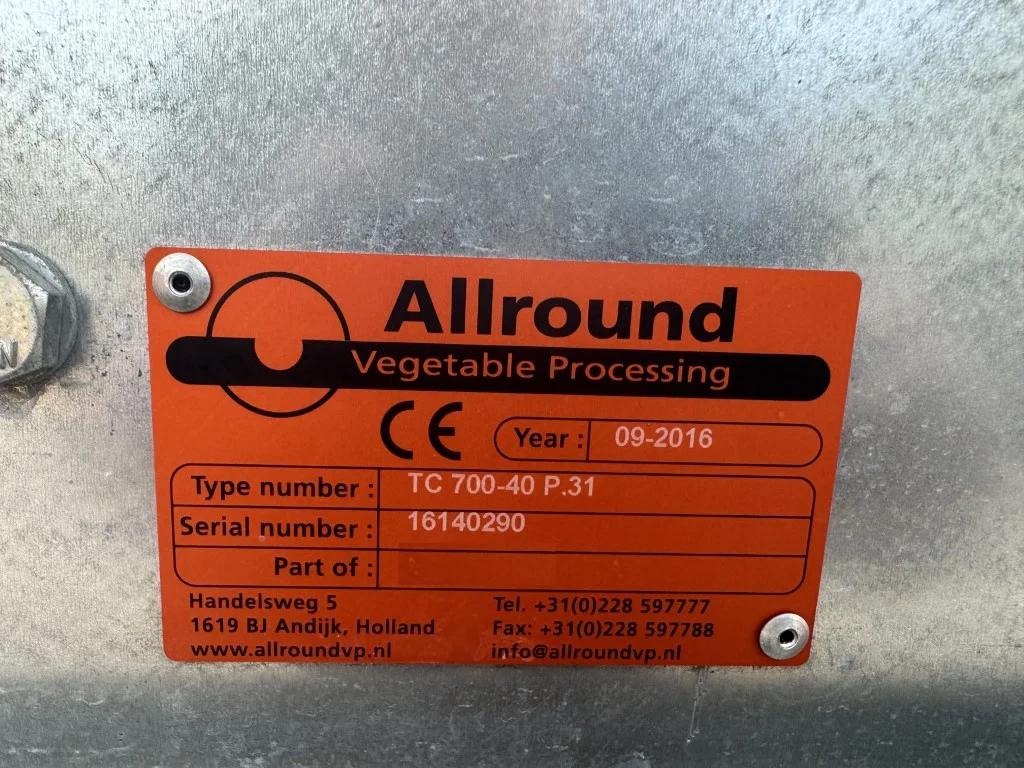 Allround
Vegetable Processing
CE Year : 09-2016
Type number : TC 700-40 P.31
Serial number : 16140290
Part of :
Handelsweg 5 Tel. +31(0)228 597777
1619 BJ Andijk, Holland Fax: +31(0)228 597788
www.allroundvp.nl info@allroundvp.nl